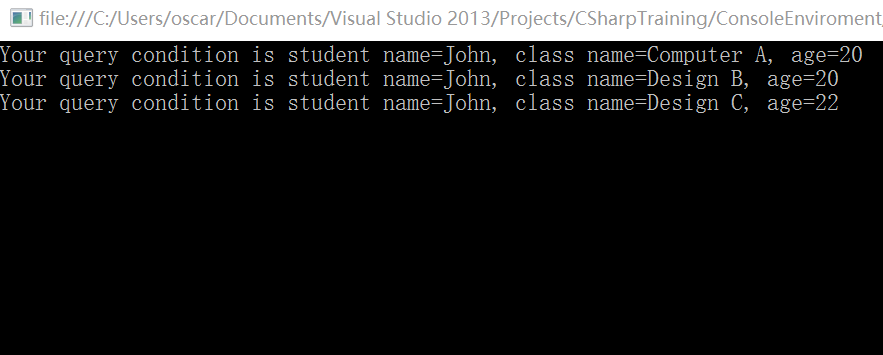 file:///C:/Users/oscar/Documents/Visual Studio 2013/Projects/CSharpTraining/ConsoleEnviroment
Your query condition is student name=John, class name=Computer A, age=20
Your query condition is student name=John, class name=Design B, age=20
Your query condition is student name=John, class name=Design C, age=22